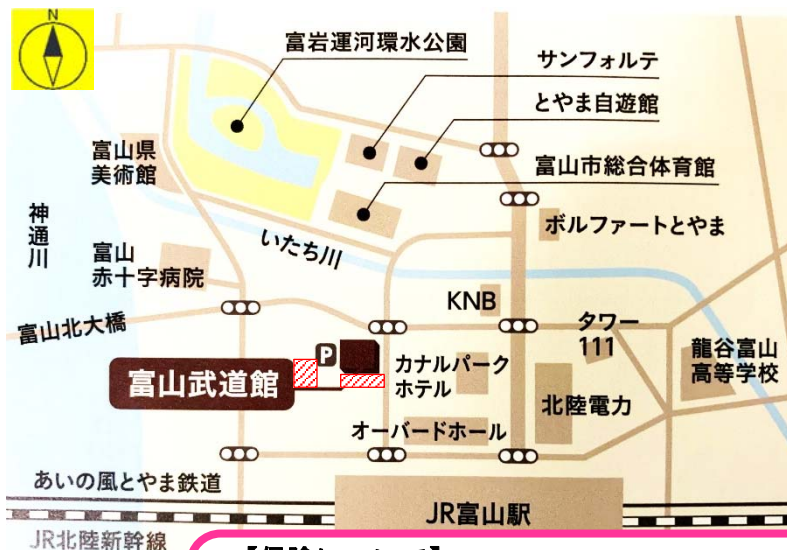 N
富岩運河環水公園
サンフォルテ
とやま自遊館
富山県
美術館
富山市総合体育館
神通川
いたち川
ボルファートとやま
富山
赤十字病院
KNB
富山北大橋
タワー
111
P
富山武道館
カナルパーク
ホテル
龍谷富山
高等学校
北陸電力
オーバードホール
あいの風とやま鉄道
JR富山駅
JR北陸新幹線